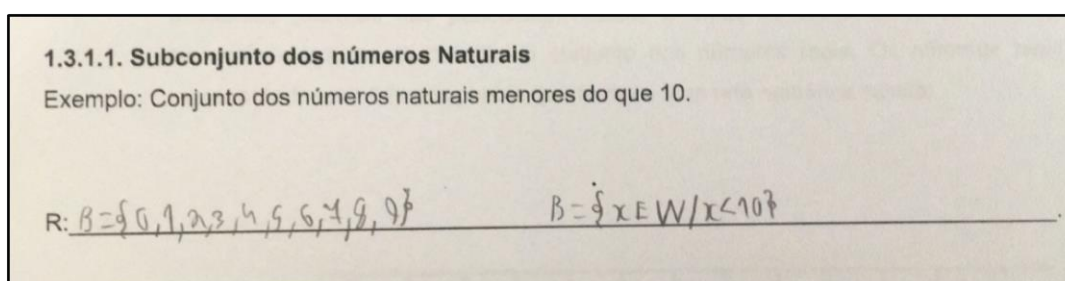 1.3.1.1. Subconjunto dos números Naturais
Exemplo: Conjunto dos números naturais menores do que 10.
R: B={0,1,2,3,4,5,6,7,8,9} B={x E IN/x<10}